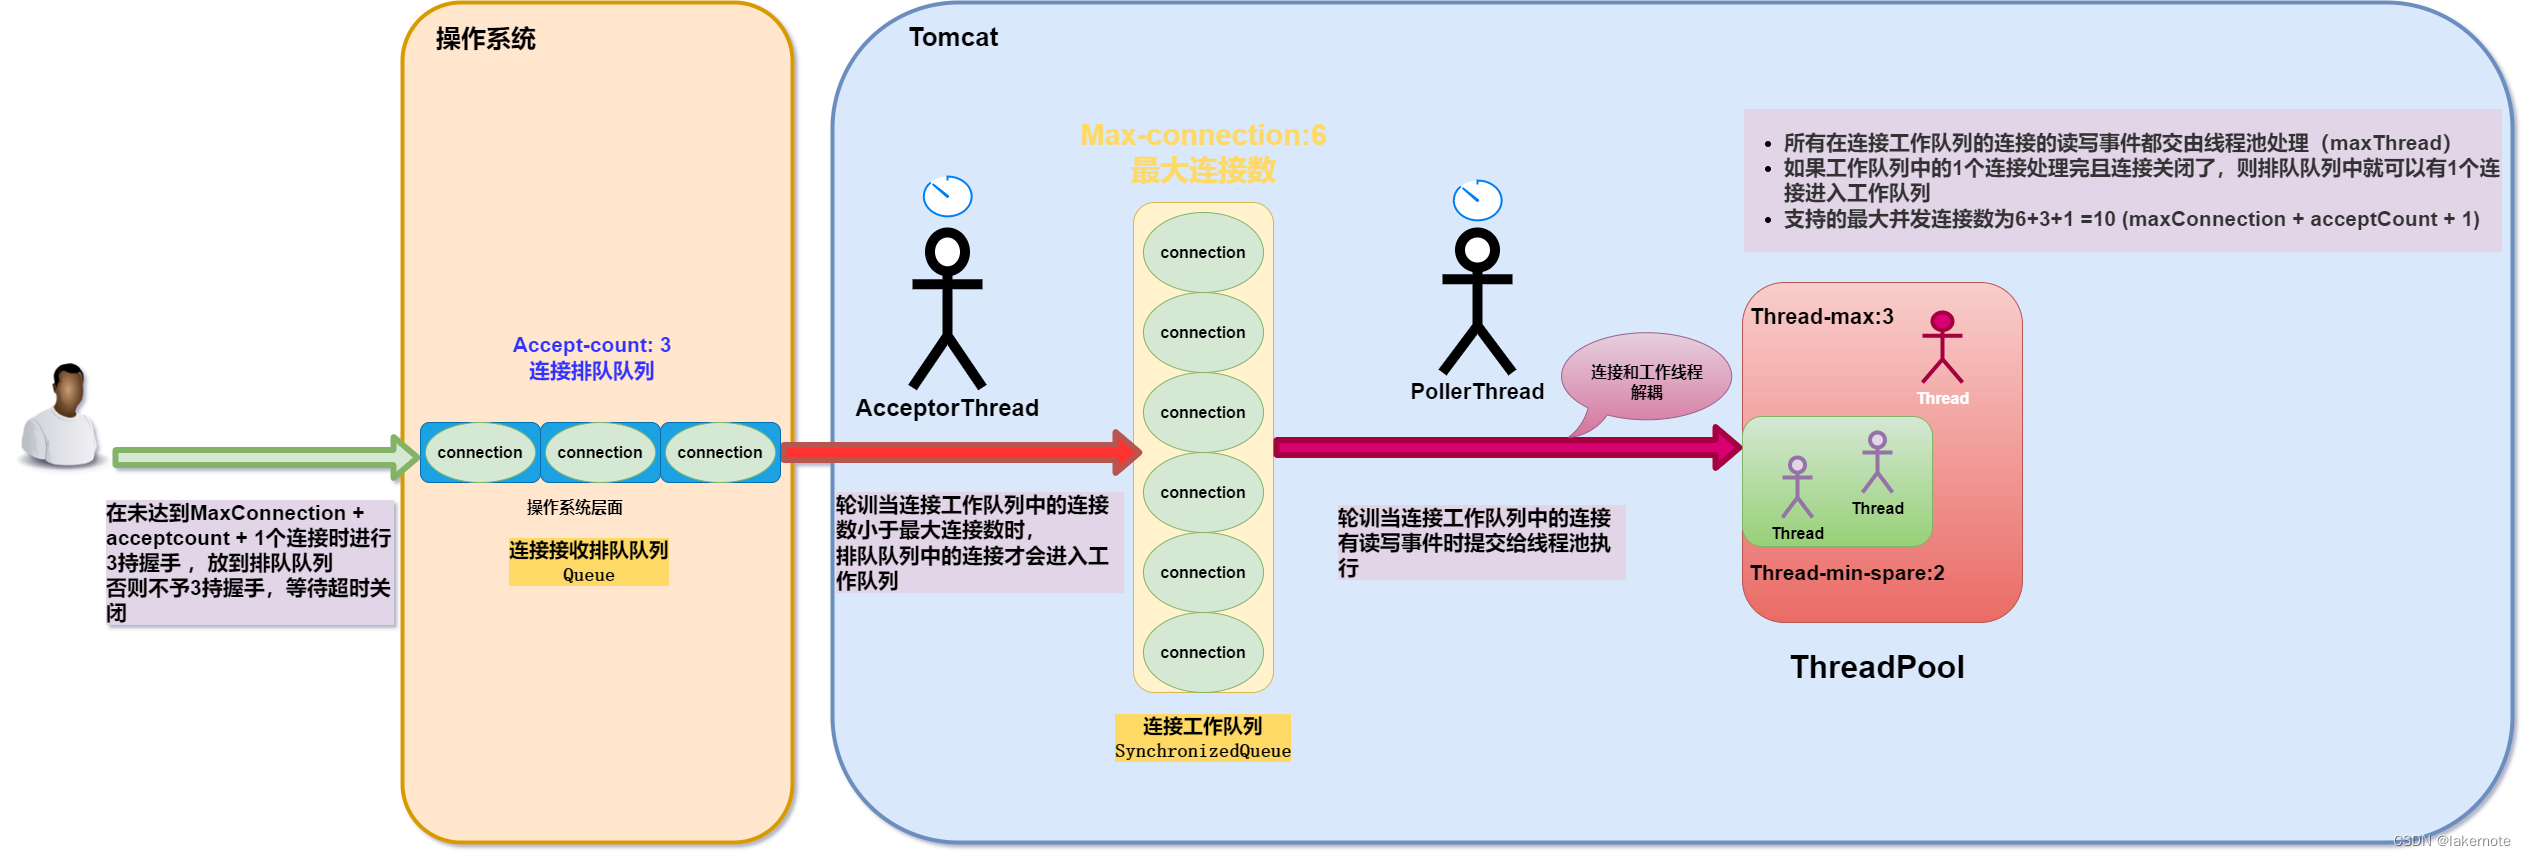 操作系统
Tomcat
Max-connection:6
最大连接数
所有在连接工作队列的连接的读写事件都交由线程池处理（maxThread）
如果工作队列中的1个连接处理完且连接关闭了，则排队队列中就可以有1个连
接进入工作队列
支持的最大并发连接数为6+3+1 =10 (maxConnection + acceptCount + 1)
connection
connection
connection
connection
connection
connection
Accept-count: 3
连接排队队列
connection
connection
connection
操作系统层面
连接接收排队队列
Queue
在未达到MaxConnection +
acceptcount + 1个连接时进行
3持握手 ，放到排队队列
否则不予3持握手，等待超时关
闭
AcceptorThread
轮训当连接工作队列中的连接
数小于最大连接数时，
排队队列中的连接才会进入工
作队列
连接工作队列
SynchronizedQueue
PollerThread
连接和工作线程
解耦
轮训当连接工作队列中的连接
有读写事件时提交给线程池执
行
Thread-max:3
Thread
Thread
Thread
Thread-min-spare:2
ThreadPool
CSDN @lakernote